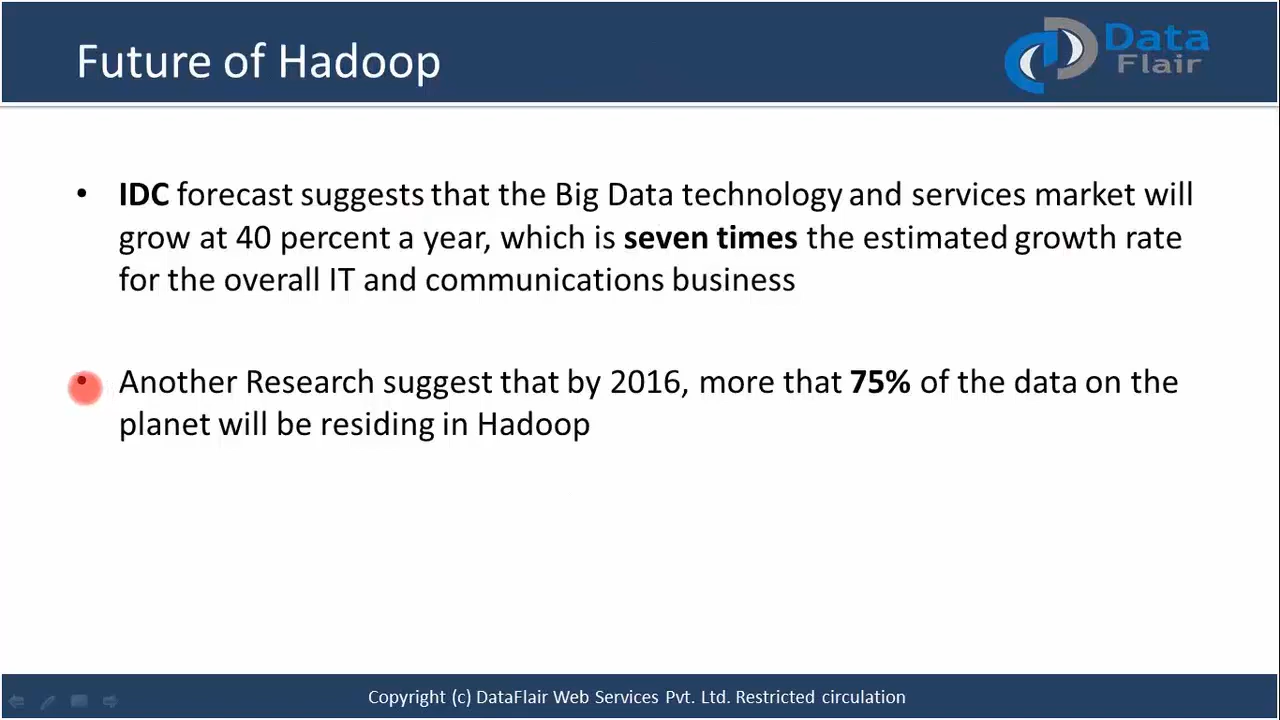 Future of Hadoop
Data
Flair
• IDC forecast suggests that the Big Data technology and services market will
grow at 40 percent a year, which is seven times the estimated growth rate
for the overall IT and communications business
Another Research suggest that by 2016, more that 75% of the data on the
planet will be residing in Hadoop
Copyright (c) DataFlair Web Services Pvt. Ltd. Restricted circulation